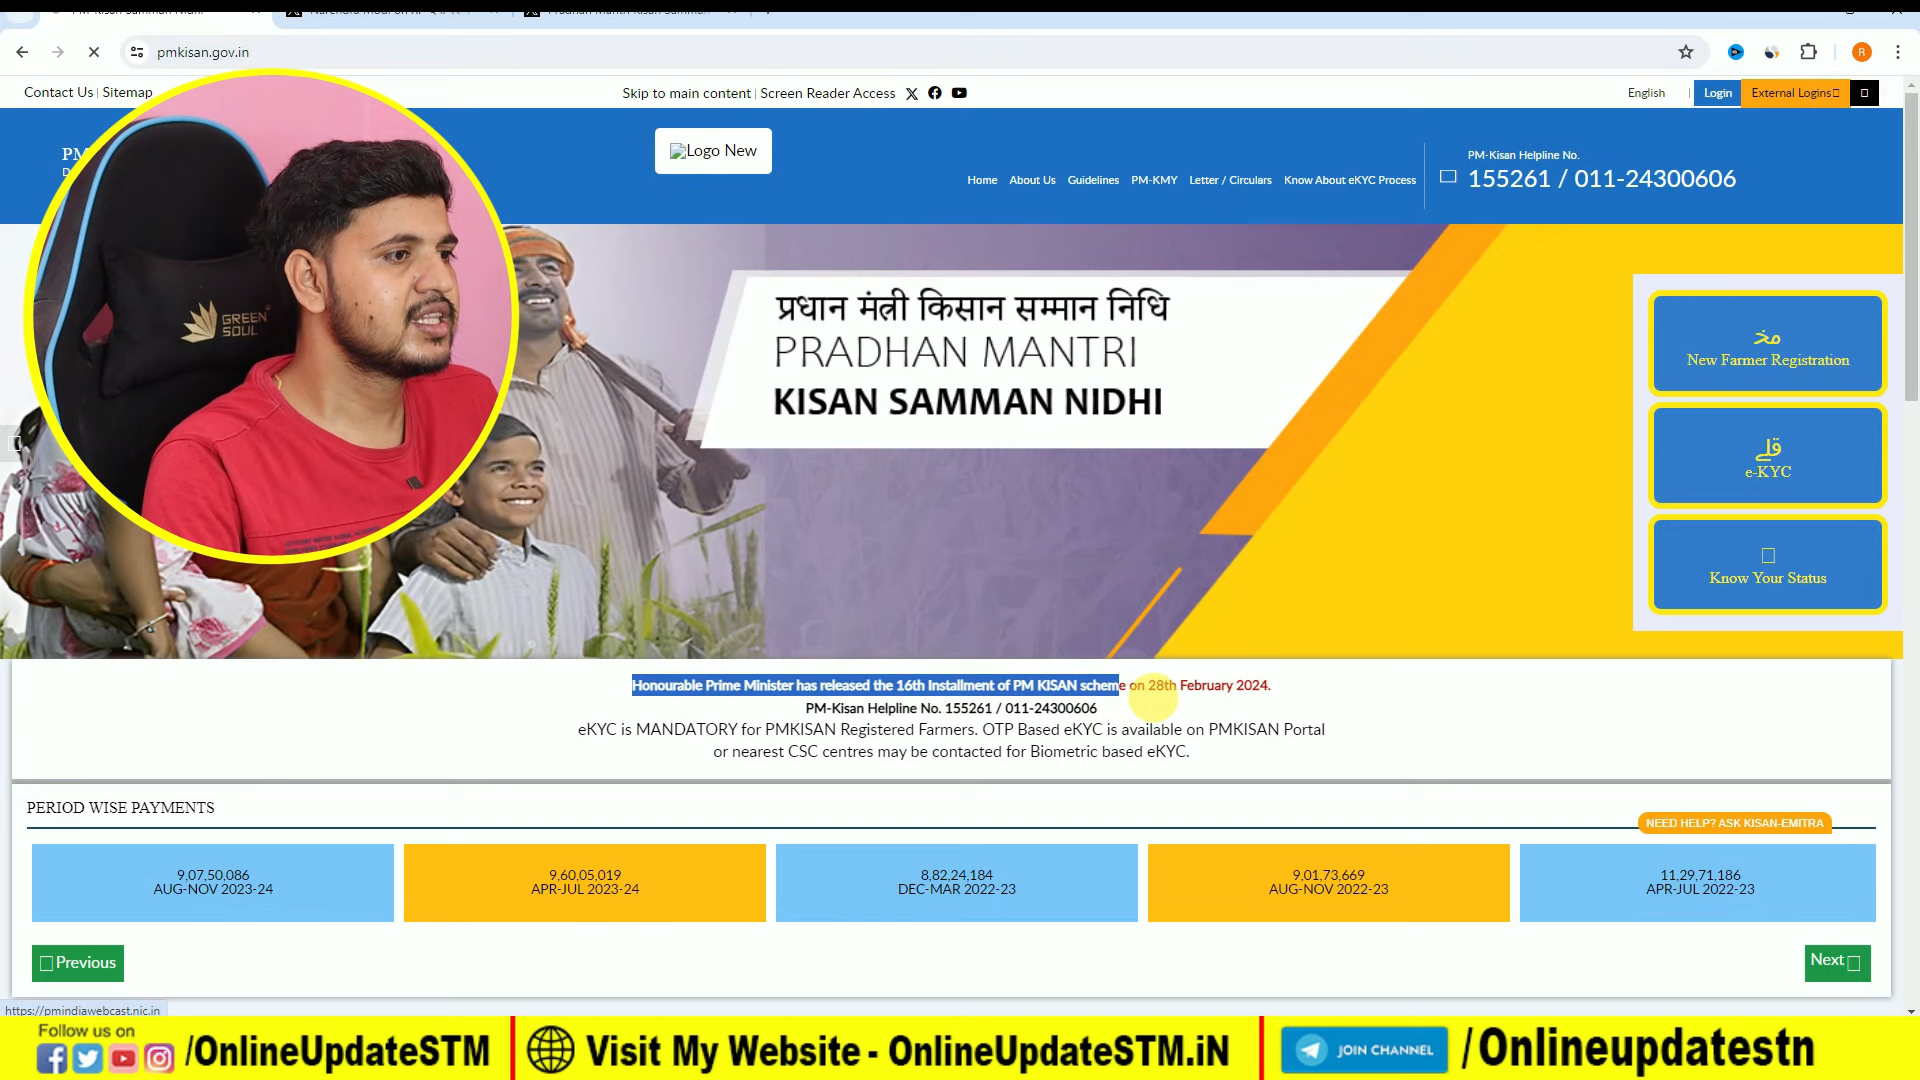 pmkisan.gov.in
R
Contact Us | Sitemap
Skip to main content | Screen Reader Access
English
Login
External Logins
Logo New
Home About Us Guidelines PM-KMY Letter / Circulars Know About eKYC Process
PM-Kisan Helpline No.
155261 / 011-24300606
GREEN
SOUL
प्रधान मंत्री किसान सम्मान निधि
PRADHAN MANTRI
KISAN SAMMAN NIDHI
New Farmer Registration
e-KYC
Know Your Status
Honourable Prime Minister has released the 16th Installment of PM KISAN scheme on 28th February 2024.
PM-Kisan Helpline No. 155261 / 011-24300606
eKYC is MANDATORY for PMKISAN Registered Farmers. OTP Based eKYC is available on PMKISAN Portal
or nearest CSC centres may be contacted for Biometric based eKYC.
PERIOD WISE PAYMENTS
NEED HELP? ASK KISAN-EMITRA
9,07,50,086
AUG-NOV 2023-24
9,60,05,019
APR-JUL 2023-24
8,82,24,184
DEC-MAR 2022-23
9,01,73,669
AUG-NOV 2022-23
11,29,71,186
APR-JUL 2022-23
Previous
Next
https://pmindiawebcast.nic.in
Follow us on
/OnlineUpdateSTM
Visit My Website - OnlineUpdateSTM.iN
JOIN CHANNEL
/Onlineupdatestn